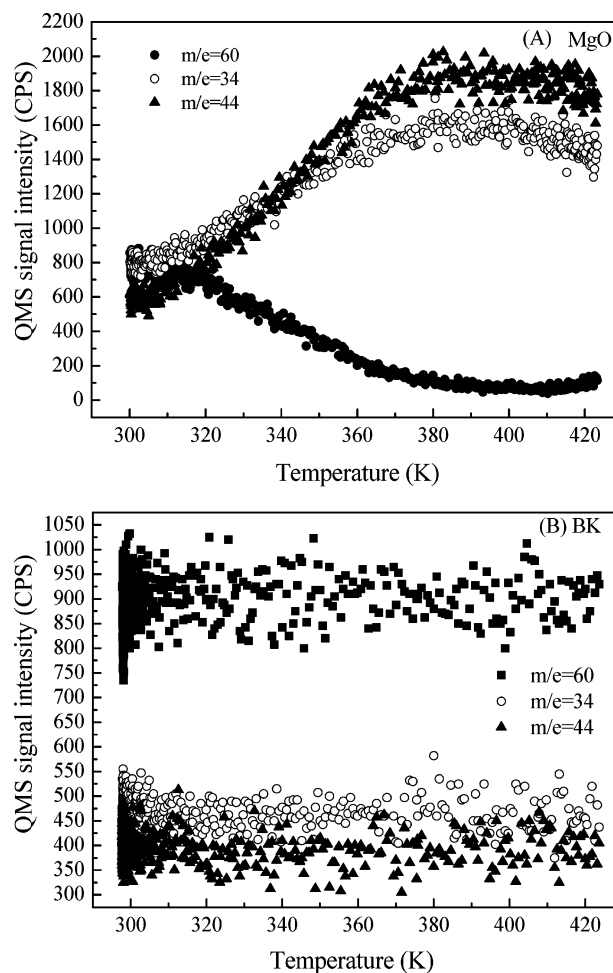 2200
2000
1800
1600
1400
1200
1000
800
600
400
200
0
QMS signal intensity (CPS)
m/e=60
m/e=34
m/e=44
(A) MgO
300 320 340 360 380 400 420
Temperature (K)
1050
1000
950
900
850
800
750
700
650
600
550
500
450
400
350
300
QMS signal intensity (CPS)
(B) BK
m/e=60
m/e=34
m/e=44
300 320 340 360 380 400 420
Temperature (K)